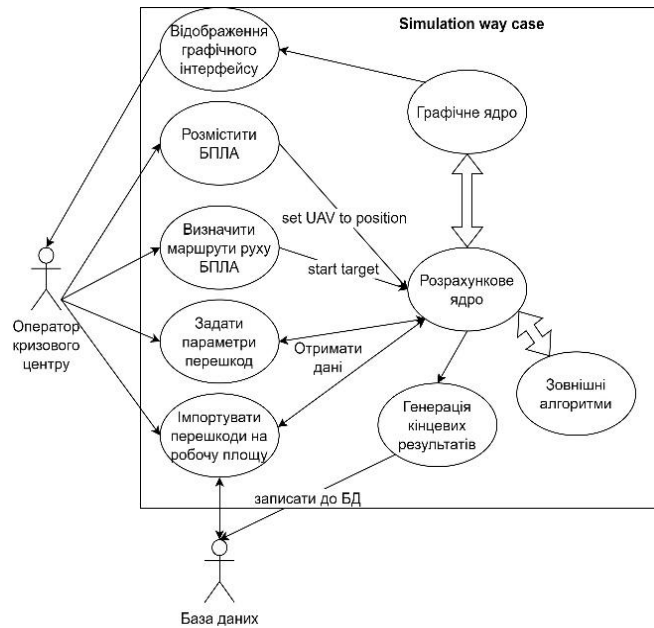 Simulation way case
Відображення
графічного
інтерфейсу
Графічне ядро
Розмістити
БПЛА
set UAV to position
Визначити
маршрути руху
БПЛА
start target
Розрахункове
ядро
Оператор
кризового
центру
Задати
параметри
перешкод
Отримати
дані
Зовнішні
алгоритми
Імпортувати
перешкоди на
робочу площу
Генерація
кінцевих
результатів
записати до БД
База даних